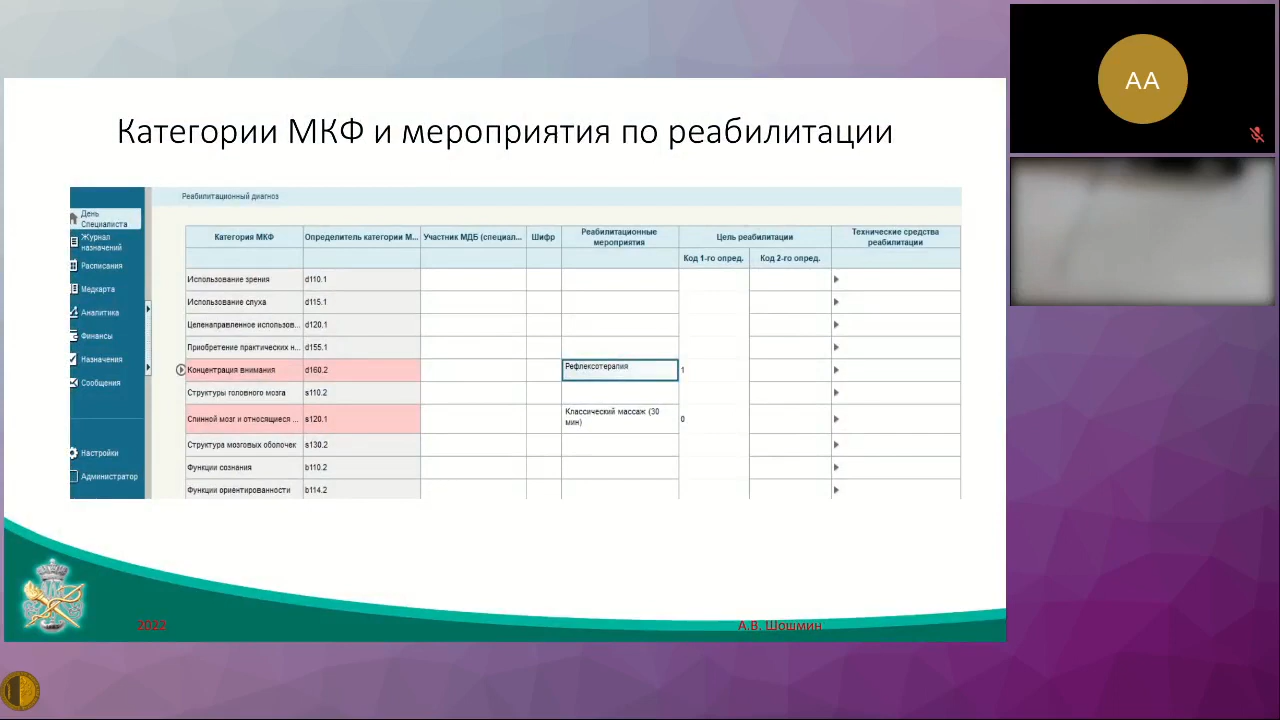 Категории МКФ и мероприятия по реабилитации
AA
Реабилитационный диагноз
День
Специалиста
Журнал
назначений
Расписания
Медкарта
Аналитика
Финансы
Назначения
Сообщения
Настройки
Администратор
Категория МКФ Определитель категории М... Участник МДБ (специал... Шифр Реабилитационные мероприятия Цель реабилитации Технические средства реабилитации
Код 1-го опред. Код 2-го опред.
Использование зрения d110.1
Использование слуха d115.1
Целенаправленное использов... d120.1
Приобретение практических н... d155.1
Концентрация внимания d160.2 Рефлексотерапия 1
Структуры головного мозга s110.2
Спинной мозг и относящиеся ... s120.1 Классический массаж (30 мин) 0
Структура мозговых оболочек s130.2
Функции сознания b110.2
Функции ориентированности b114.2
2022
А.В. Шошмин